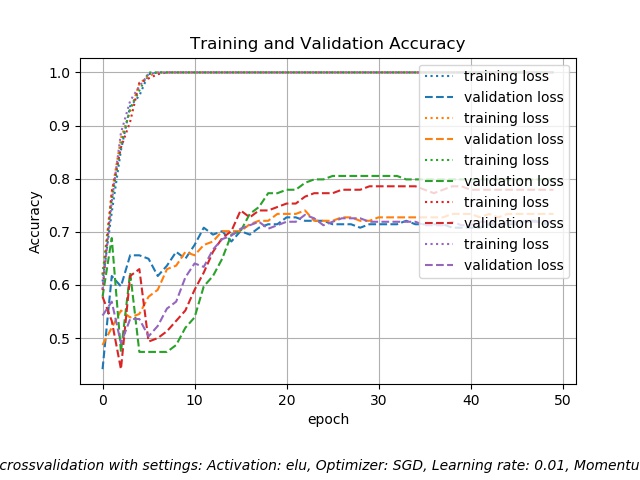 Training and Validation Accuracy
1.0
0.9
0.8
0.7
0.6
0.5
Accuracy
training loss
validation loss
training loss
validation loss
training loss
validation loss
training loss
validation loss
training loss
validation loss
0 10 20 30 40 50
epoch
crossvalidation with settings: Activation: elu, Optimizer: SGD, Learning rate: 0.01, Momentu